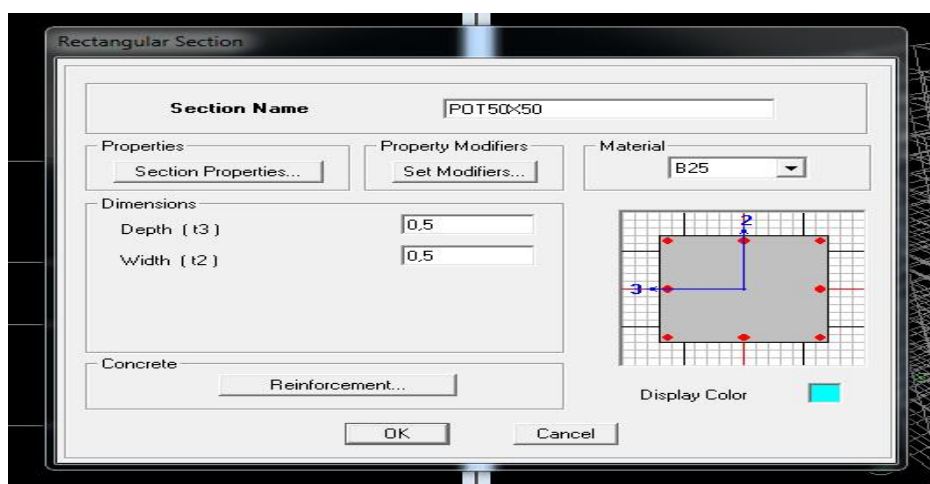 Rectangular Section
Section Name POT50X50
Properties Property Modifiers Material
Section Properties... Set Modifiers... B25
Dimensions
Depth ( t3 ) 0,5
Width ( t2 ) 0,5
2
3
Concrete
Reinforcement...
Display Color
OK Cancel